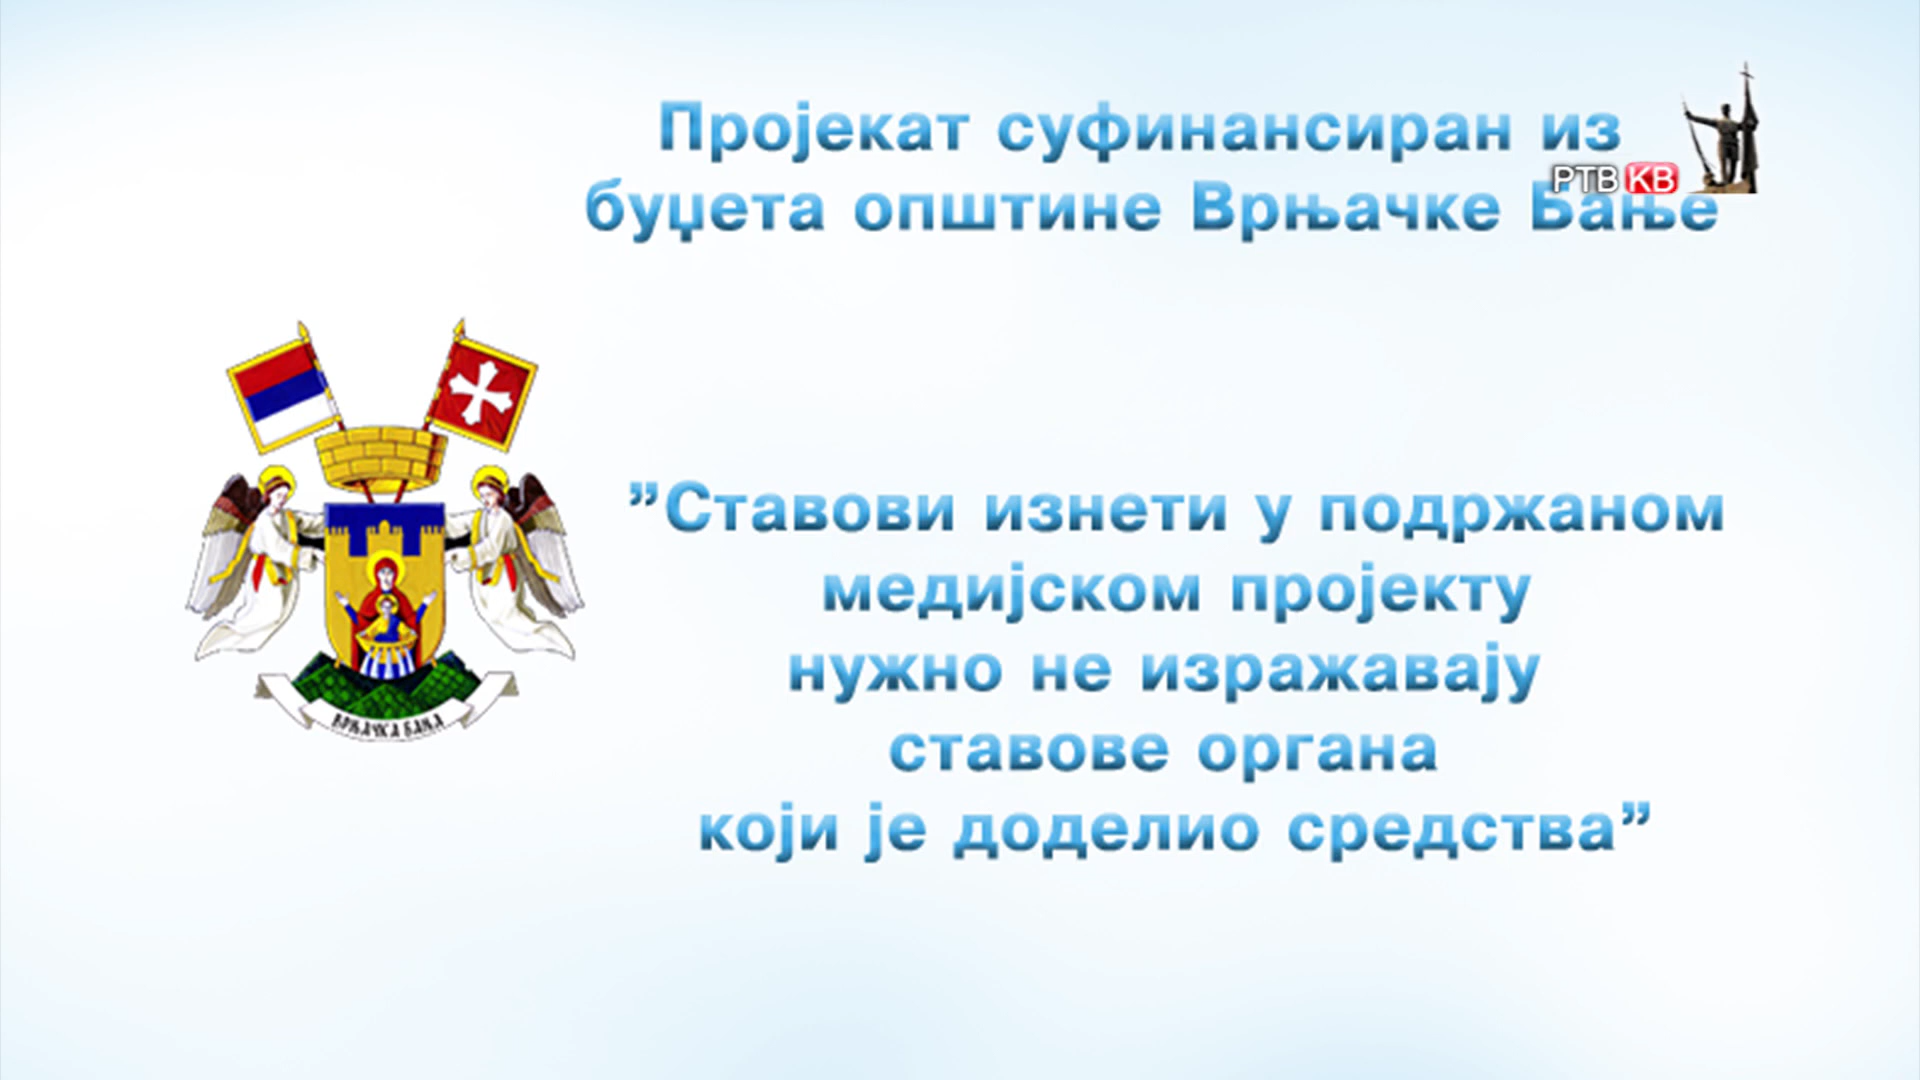 Пројекат суфинансиран из
буџета општине Врњачке Бање
РТВ КВ
"Ставови изнети у подржаном
медијском пројекту
нужно не изражавају
ставове органа
који је доделио средства"
ВРЊАЧКА БАЊА